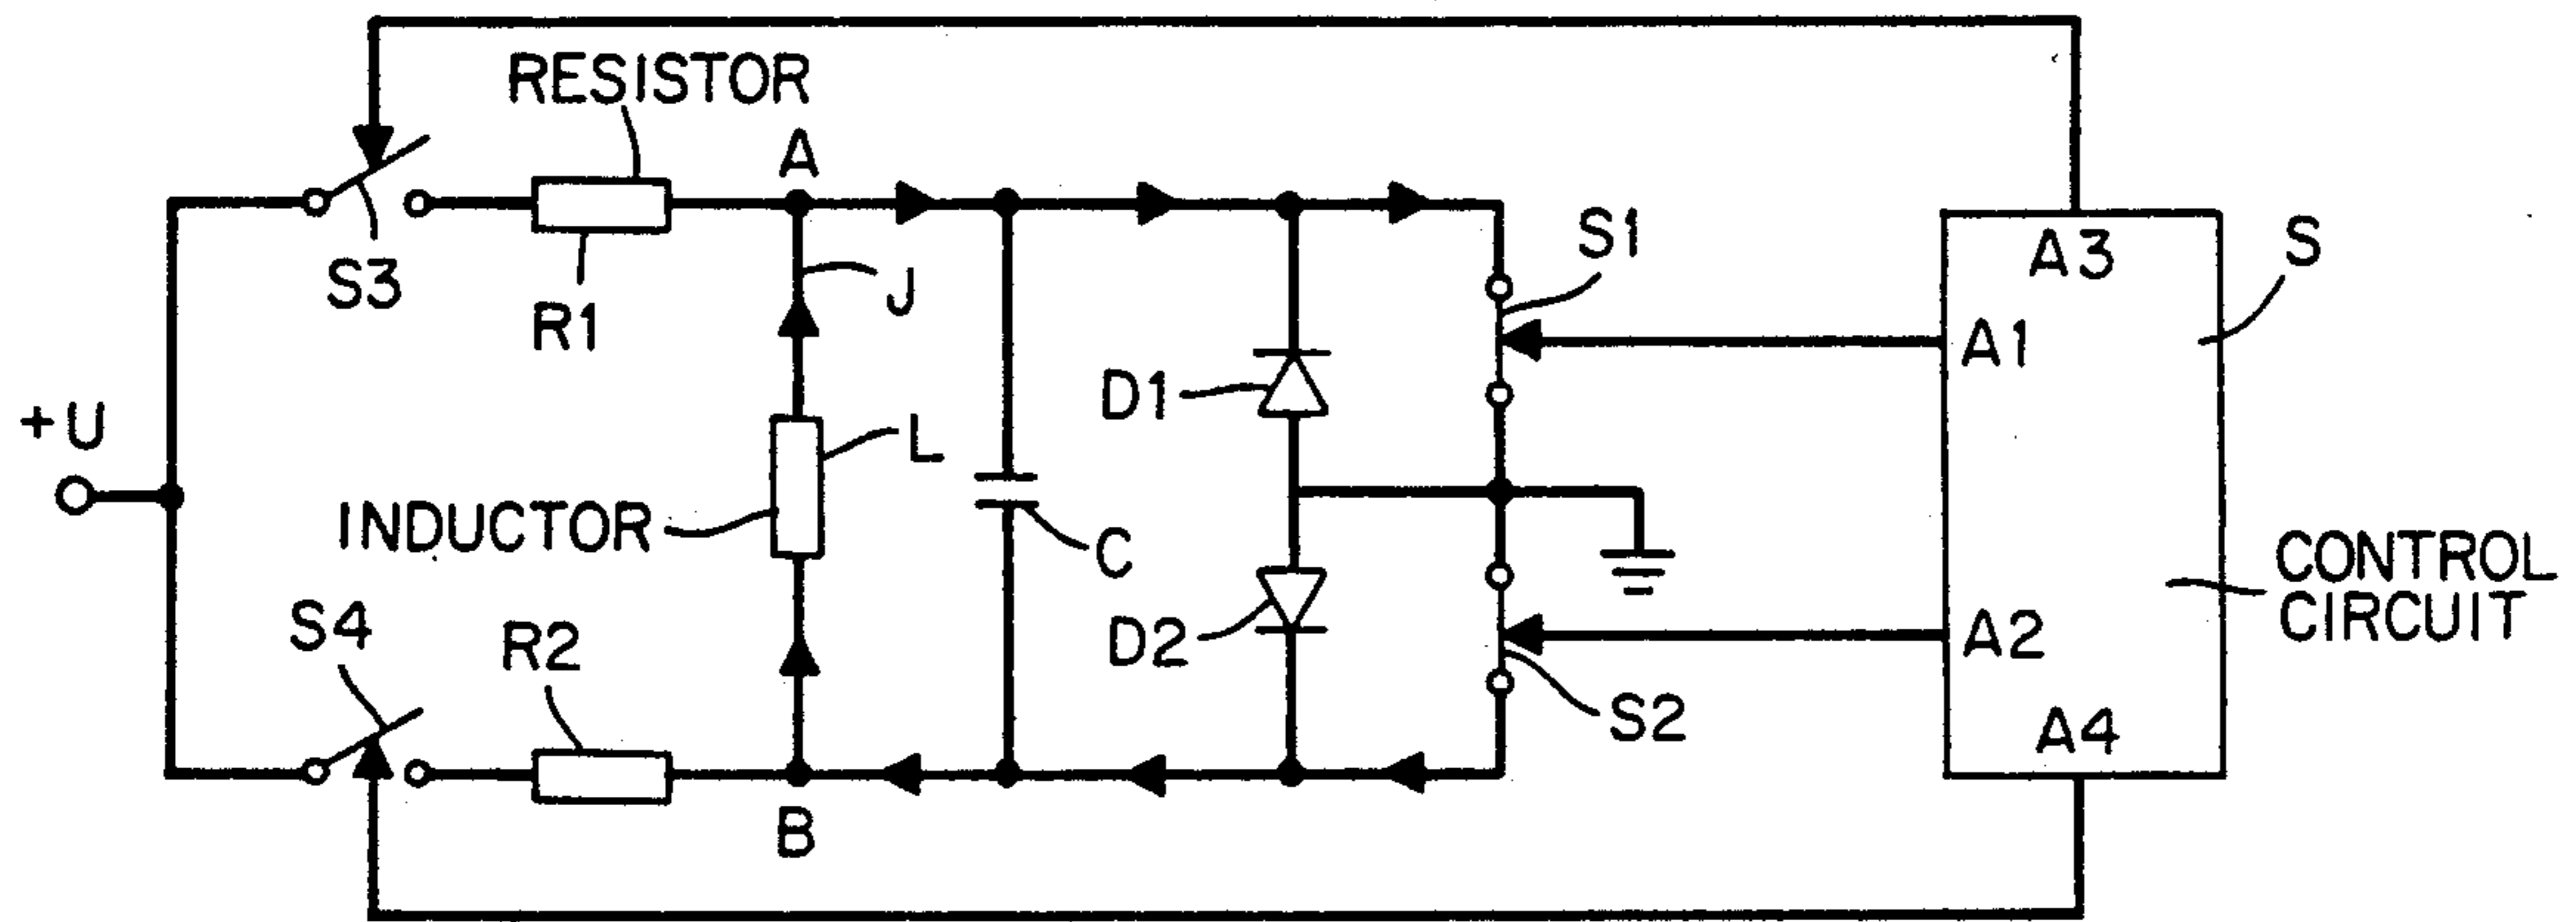 RESISTOR
A
S3
R1
J
S1
A3
S
A1
+U
D1
L
INDUCTOR
C
CONTROL
CIRCUIT
S4
R2
D2
A2
S2
A4
B